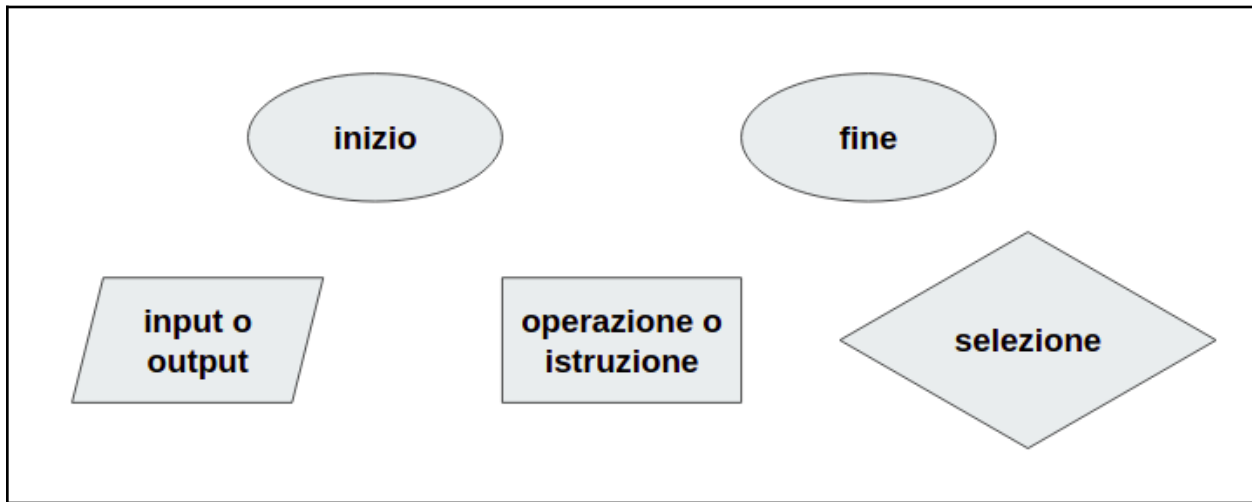 inizio
fine
input o
output
operazione o
istruzione
selezione